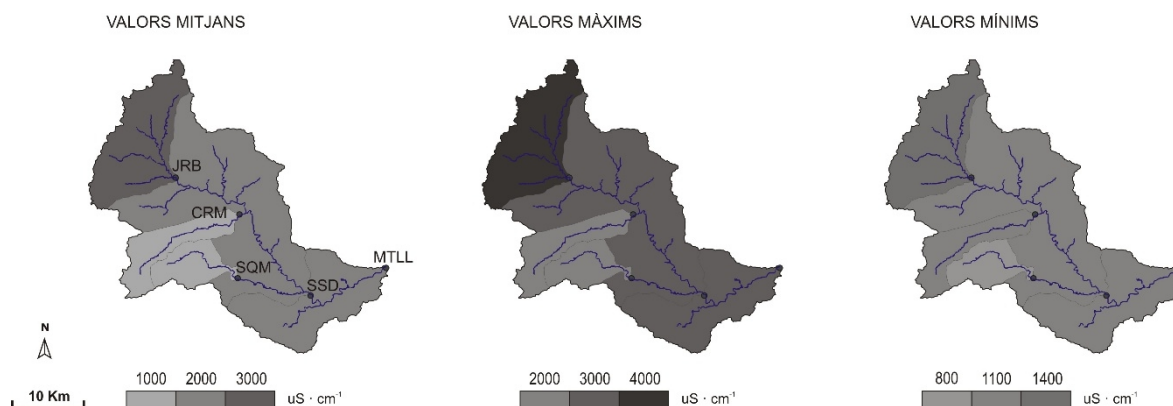 VALORS MITJANS
VALORS MÀXIMS
VALORS MÍNIMS
JRB
CRM
SQM
SSD
MTLL
N
10 Km
1000 2000 3000
uS · cm⁻¹
2000 3000 4000
uS · cm⁻¹
800 1100 1400
uS · cm⁻¹